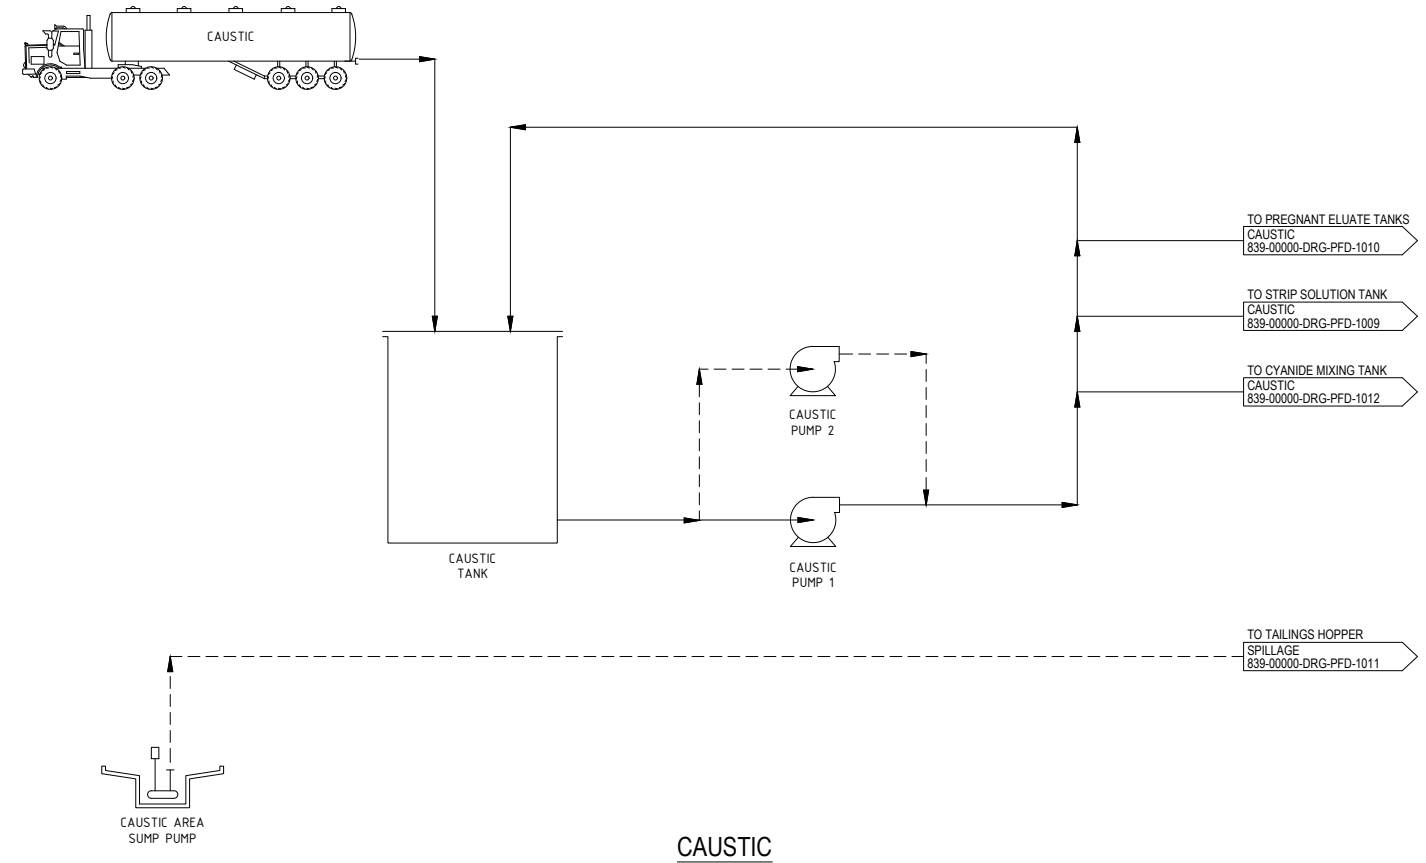 CAUSTIC
TO PREGNANT ELUATE TANKS
CAUSTIC
839-00000-DRG-PFD-1010
TO STRIP SOLUTION TANK
CAUSTIC
839-00000-DRG-PFD-1009
TO CYANIDE MIXING TANK
CAUSTIC
839-00000-DRG-PFD-1012
CAUSTIC
PUMP 2
CAUSTIC
TANK
CAUSTIC
PUMP 1
TO TAILINGS HOPPER
SPILLAGE
839-00000-DRG-PFD-1011
CAUSTIC AREA
SUMP PUMP
CAUSTIC